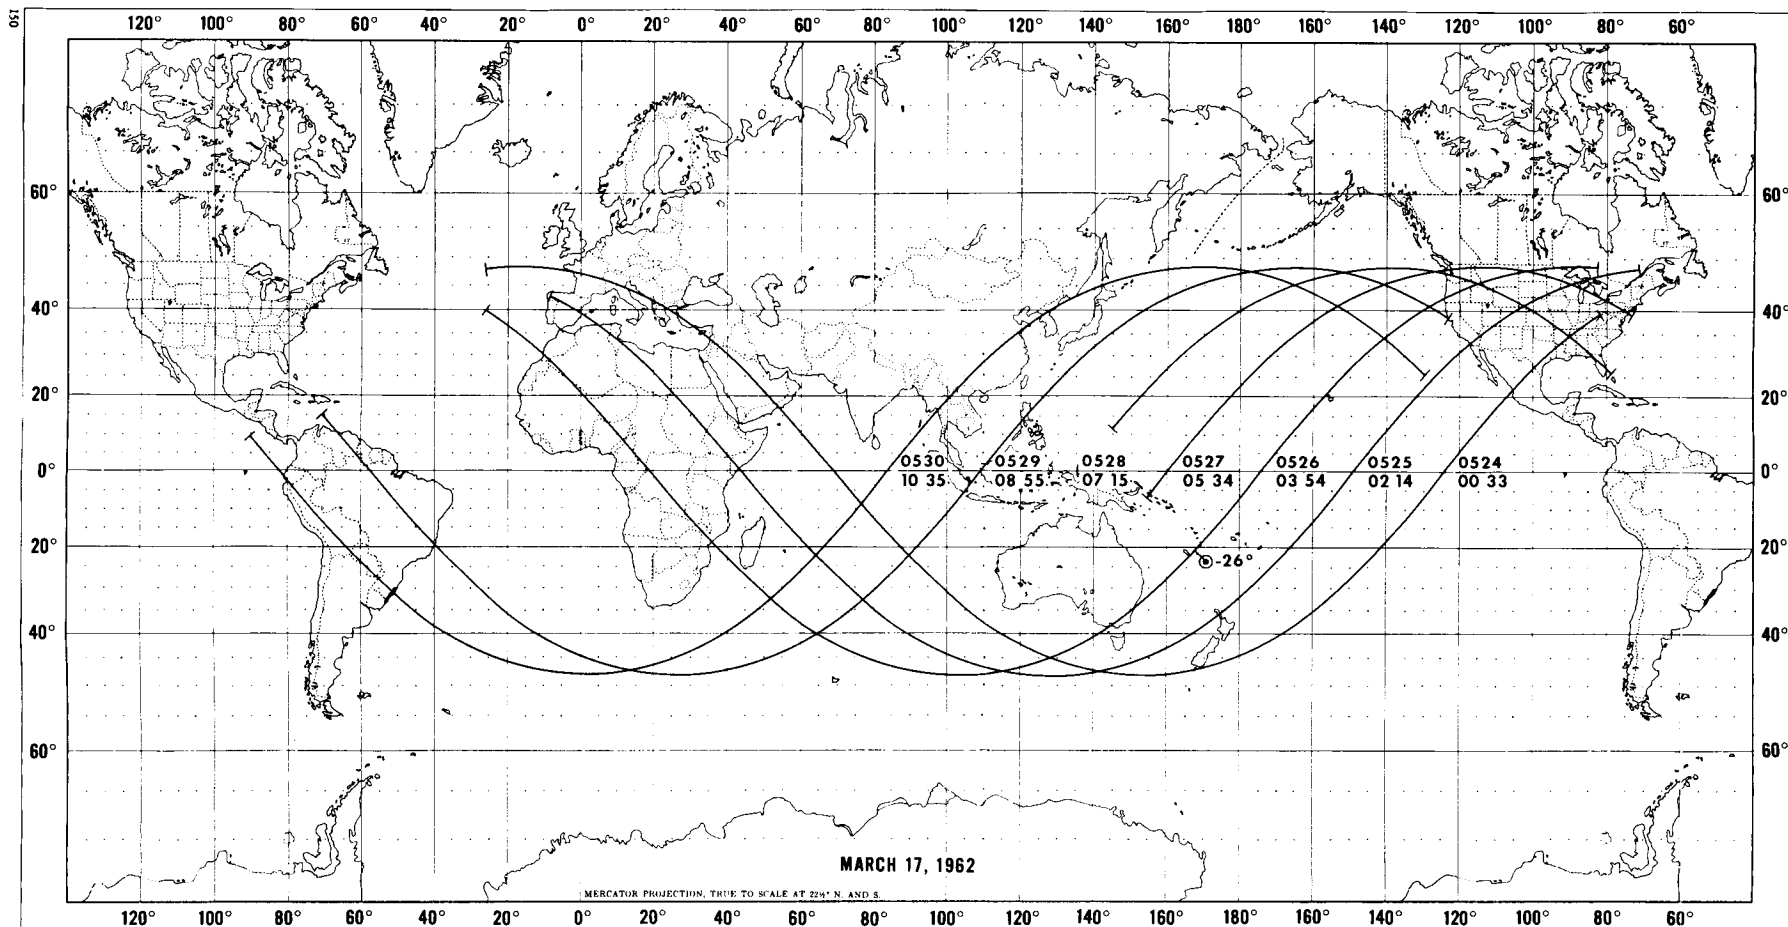 150
120° 100° 80° 60° 40° 20° 0° 20° 40° 60° 80° 100° 120° 140° 160° 180° 160° 140° 120° 100° 80° 60°
60° 60°
40° 40°
20° 20°
0° 0530 0529 0528 0527 0526 0525 0524 0°
10 35 08 55 07 15 05 34 03 54 02 14 00 33
20° -26° 20°
40° 40°
60° 60°
MARCH 17, 1962
MERCATOR PROJECTION, TRUE TO SCALE AT 22½° N. AND S.
120° 100° 80° 60° 40° 20° 0° 20° 40° 60° 80° 100° 120° 140° 160° 180° 160° 140° 120° 100° 80° 60°